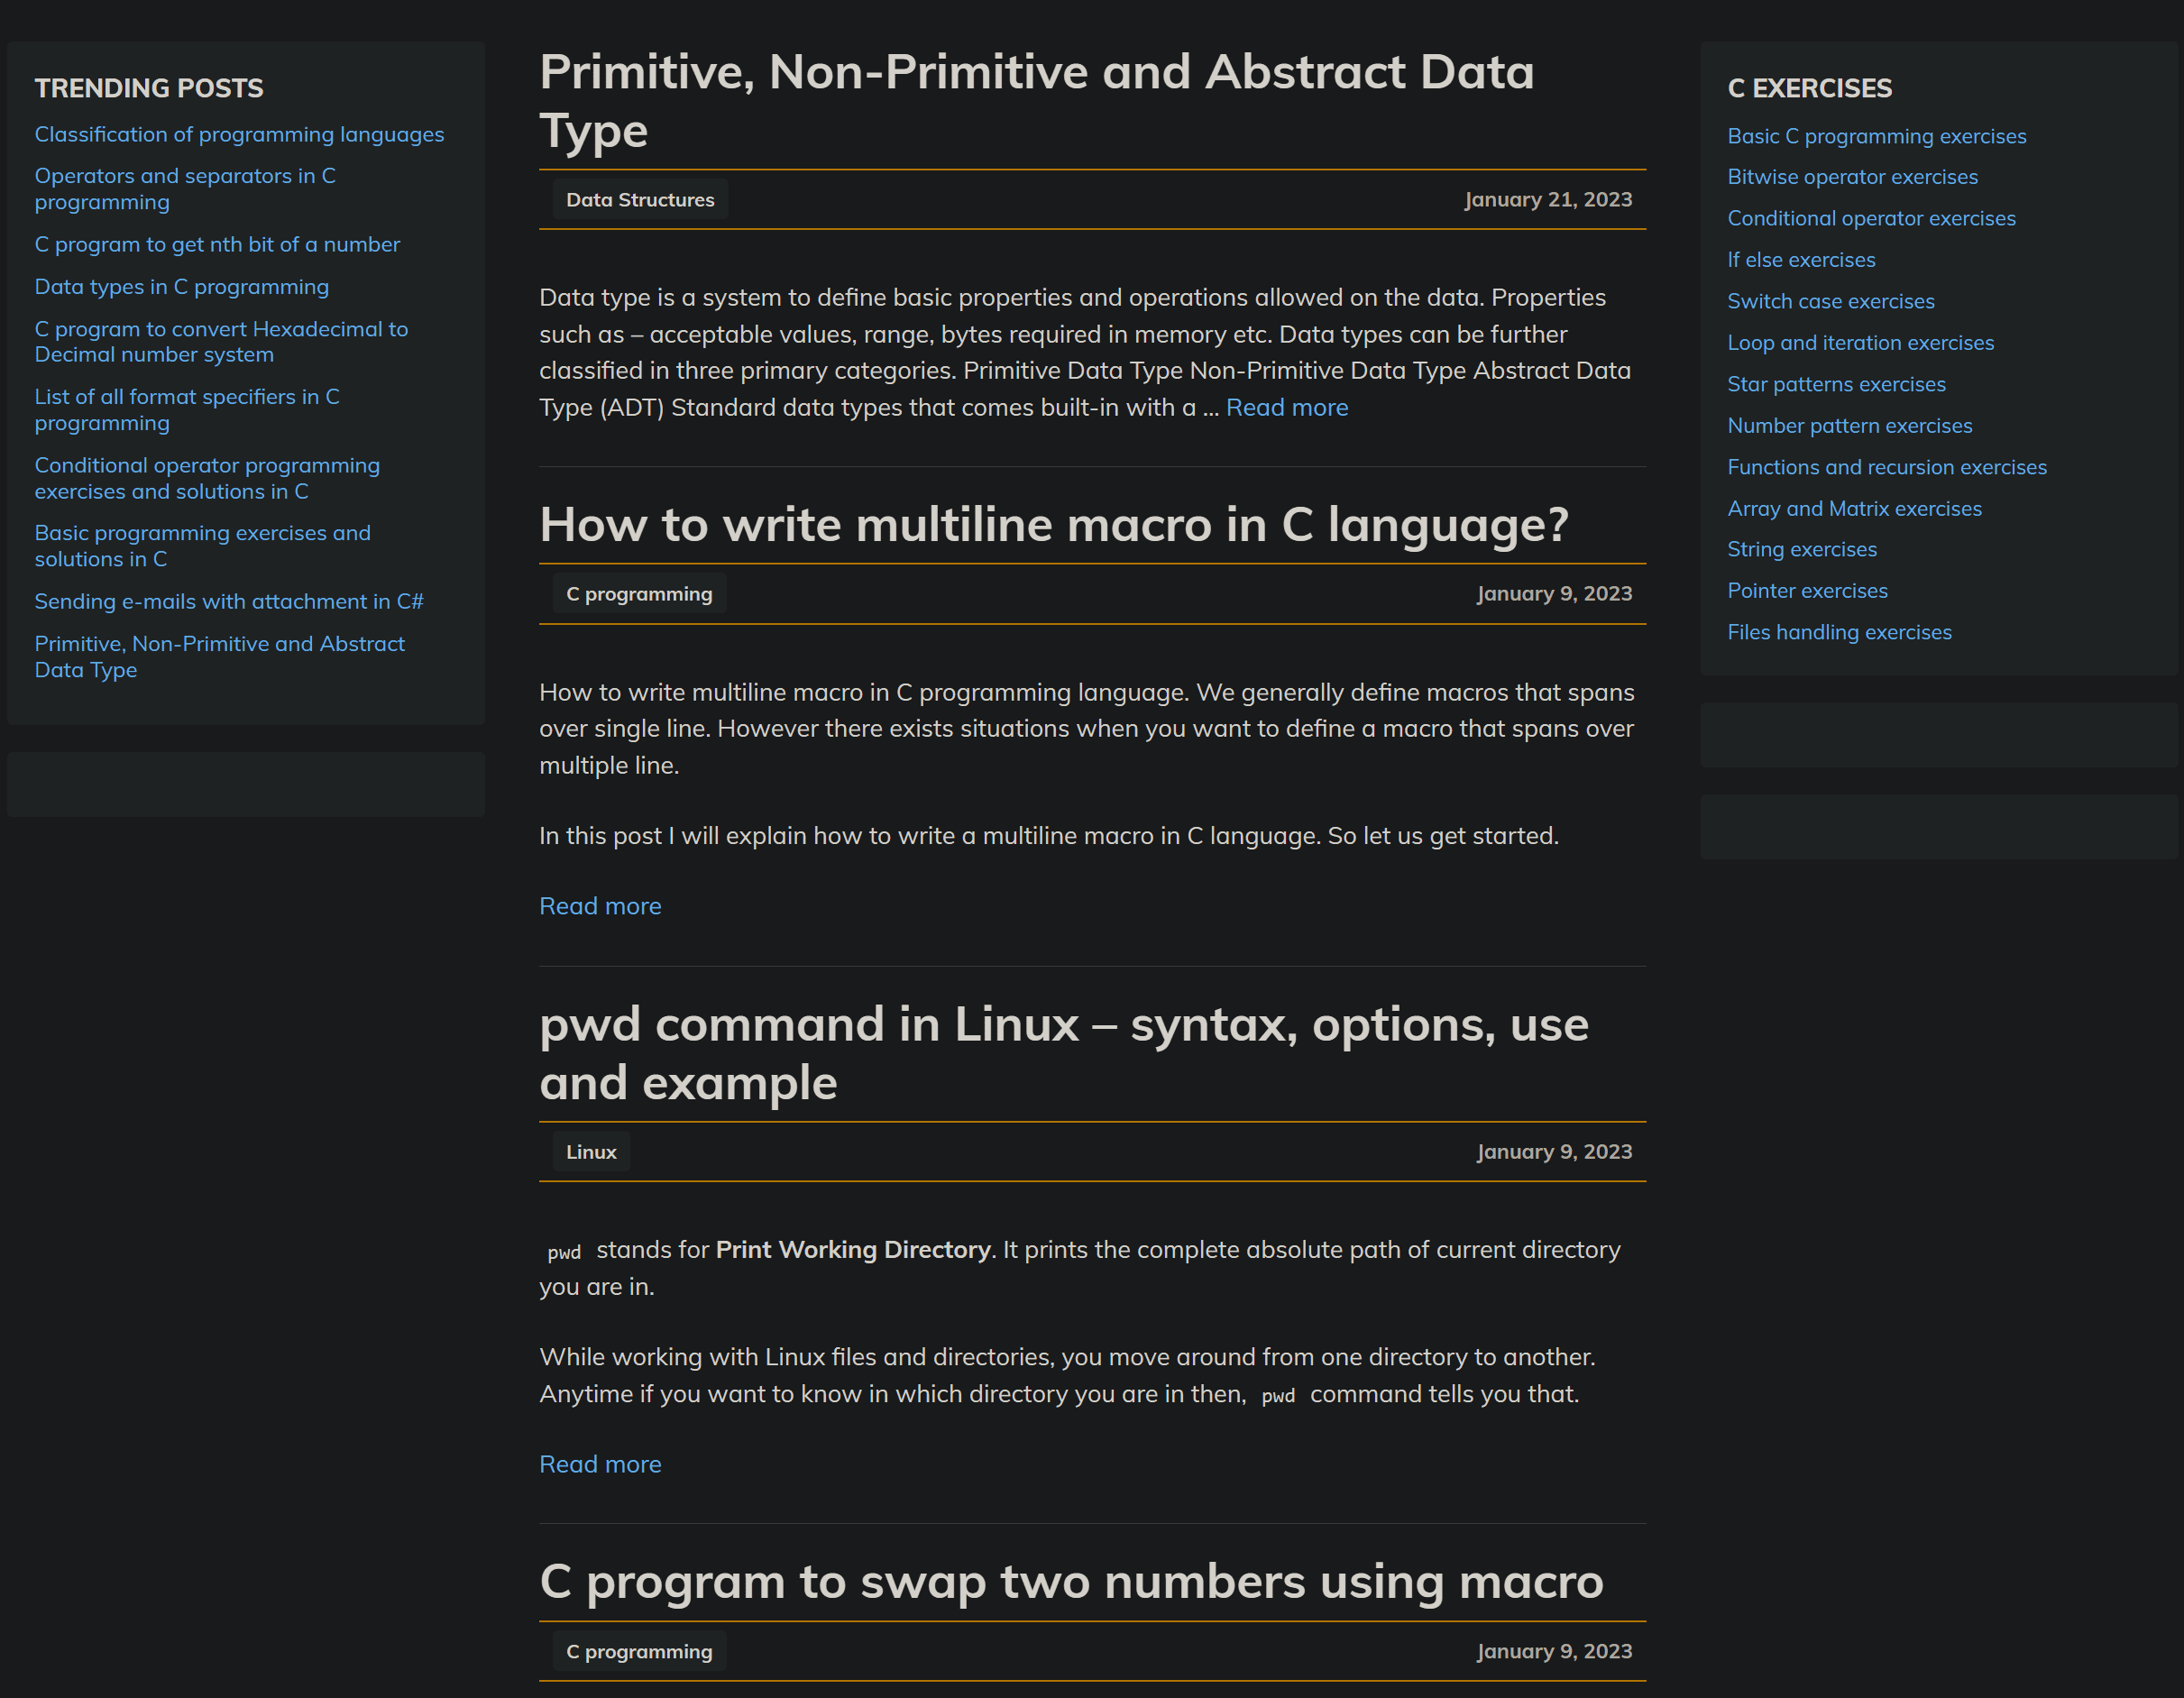 TRENDING POSTS
Classification of programming languages
Operators and separators in C
programming
C program to get nth bit of a number
Data types in C programming
C program to convert Hexadecimal to
Decimal number system
List of all format specifiers in C
programming
Conditional operator programming
exercises and solutions in C
Basic programming exercises and
solutions in C
Sending e-mails with attachment in C#
Primitive, Non-Primitive and Abstract
Data Type
Primitive, Non-Primitive and Abstract Data
Type
Data Structures January 21, 2023
Data type is a system to define basic properties and operations allowed on the data. Properties
such as – acceptable values, range, bytes required in memory etc. Data types can be further
classified in three primary categories. Primitive Data Type Non-Primitive Data Type Abstract Data
Type (ADT) Standard data types that comes built-in with a ... Read more
How to write multiline macro in C language?
C programming January 9, 2023
How to write multiline macro in C programming language. We generally define macros that spans
over single line. However there exists situations when you want to define a macro that spans over
multiple line.
In this post I will explain how to write a multiline macro in C language. So let us get started.
Read more
pwd command in Linux – syntax, options, use
and example
Linux January 9, 2023
pwd stands for Print Working Directory. It prints the complete absolute path of current directory
you are in.
While working with Linux files and directories, you move around from one directory to another.
Anytime if you want to know in which directory you are in then, pwd command tells you that.
Read more
C program to swap two numbers using macro
C programming January 9, 2023
C EXERCISES
Basic C programming exercises
Bitwise operator exercises
Conditional operator exercises
If else exercises
Switch case exercises
Loop and iteration exercises
Star patterns exercises
Number pattern exercises
Functions and recursion exercises
Array and Matrix exercises
String exercises
Pointer exercises
Files handling exercises